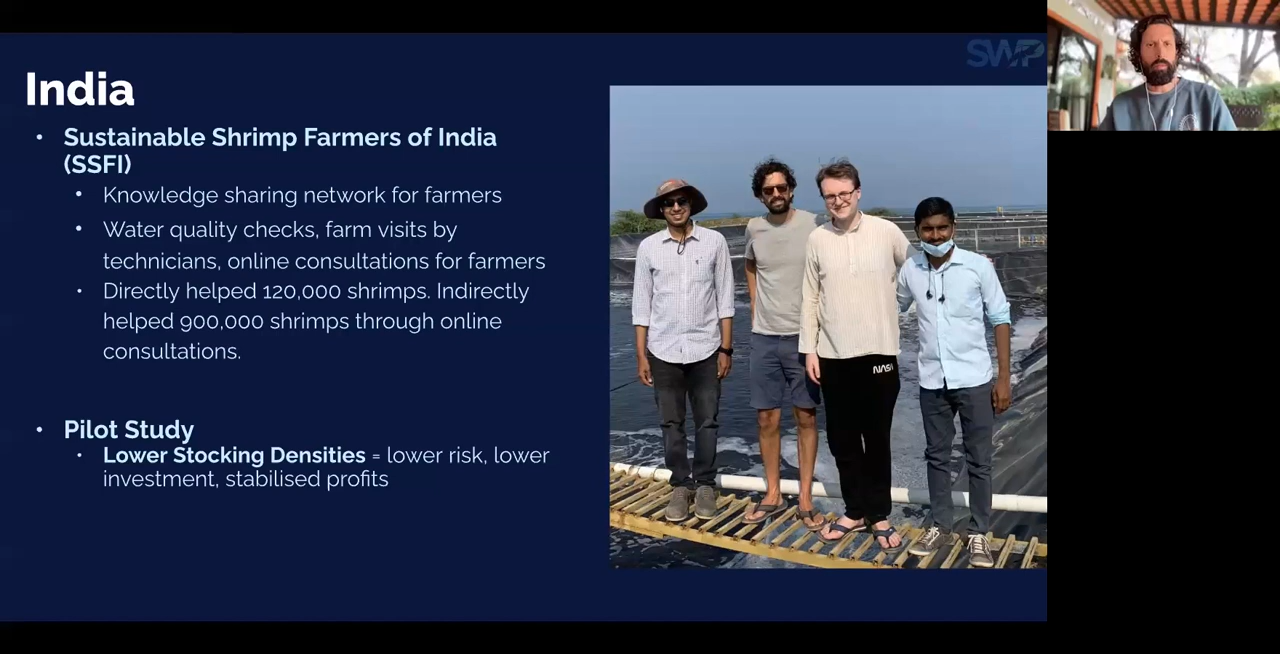 SWP
India
• Sustainable Shrimp Farmers of India
(SSFI)
• Knowledge sharing network for farmers
• Water quality checks, farm visits by
technicians, online consultations for farmers
• Directly helped 120,000 shrimps. Indirectly
helped 900,000 shrimps through online
consultations.
• Pilot Study
• Lower Stocking Densities = lower risk, lower
investment, stabilised profits
NASA